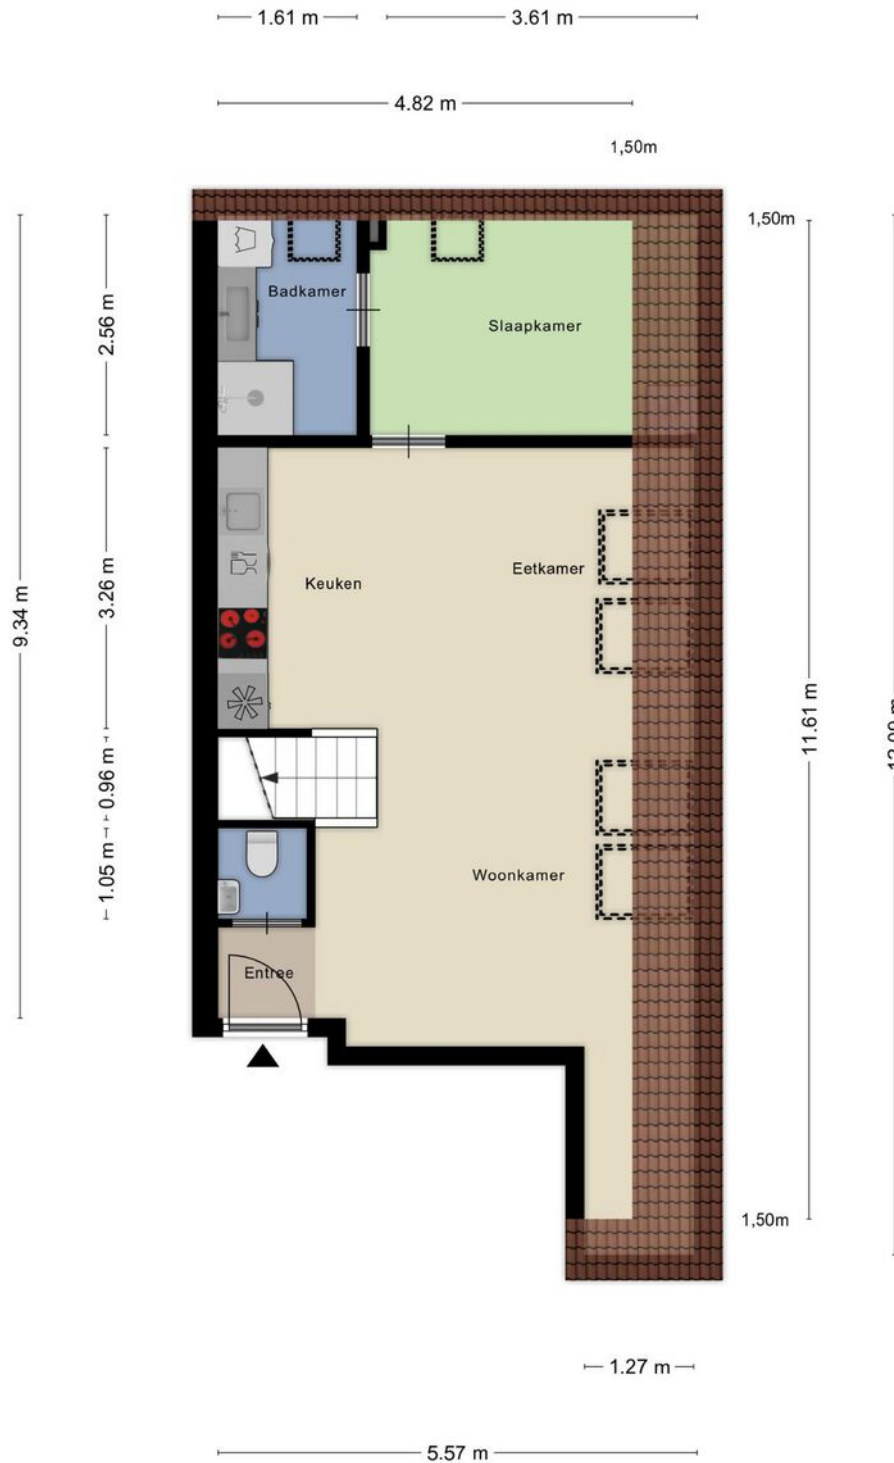 1.61 m
3.61 m
4.82 m
1,50m
1,50m
Badkamer
Slaapkamer
2.56 m
9.34 m
3.26 m
Keuken
Eetkamer
11.61 m
0.96 m
1.05 m
Woonkamer
Entree
1,50m
1.27 m
5.57 m